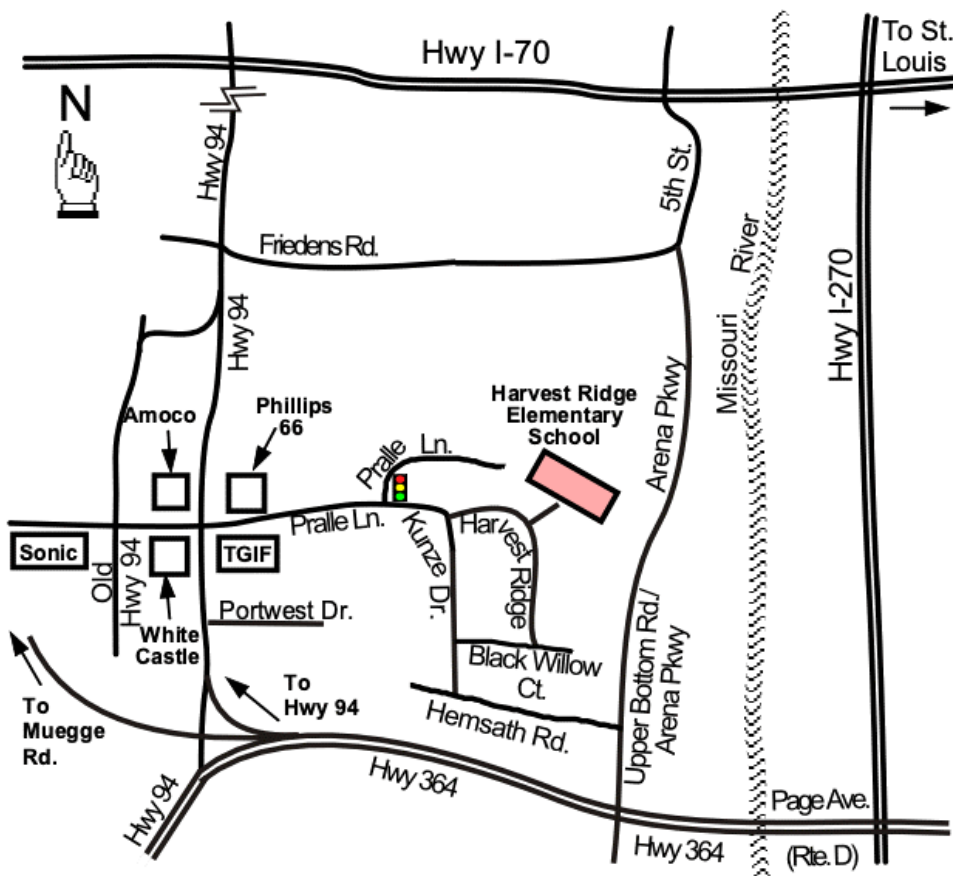 Hwy I-70
To St.
Louis
N
Hwy 94
5th St.
Friedens Rd.
River
Missouri
Hwy I-270
Hwy 94
Amoco
Phillips
66
Harvest Ridge
Elementary
School
Arena Pkwy
Pralle Ln.
Pralle Ln.
Kunze Dr.
Harvest Ridge
Sonic
TGIF
Old
Hwy 94
White
Castle
Portwest Dr.
Black Willow
Ct.
Upper Bottom Rd./
Arena Pkwy
To
Hwy 94
To
Muegge
Rd.
Hemsath Rd.
Hwy 94
Hwy 364
Hwy 364
Page Ave.
(Rte. D)